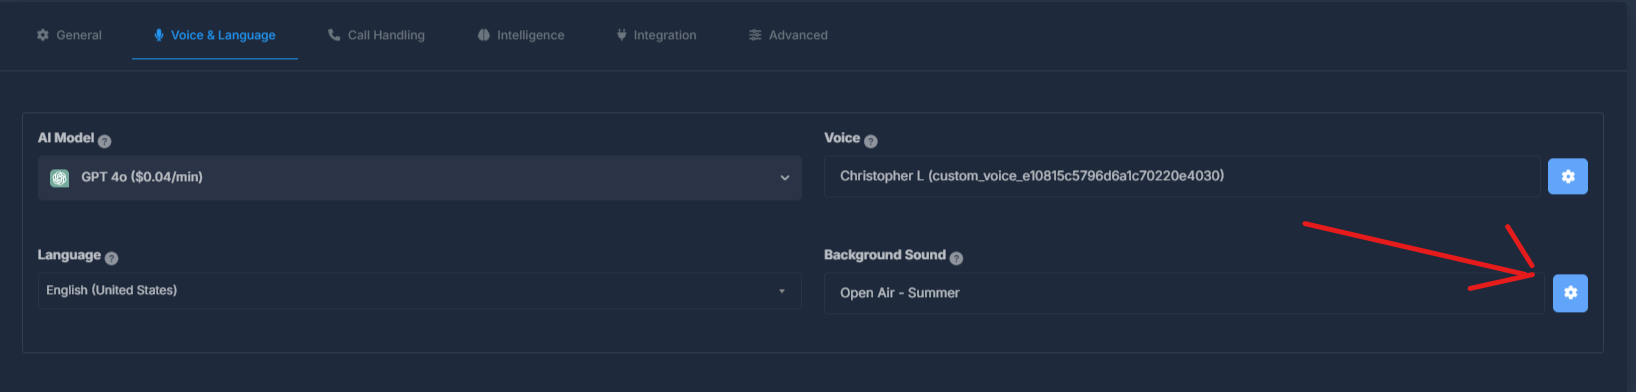 General
Voice & Language
Call Handling
Intelligence
Integration
Advanced
AI Model ?
GPT 4o ($0.04/min)
Voice ?
Christopher L (custom_voice_e10815c5796d6a1c70220e4030)
Language ?
English (United States)
Background Sound ?
Open Air - Summer